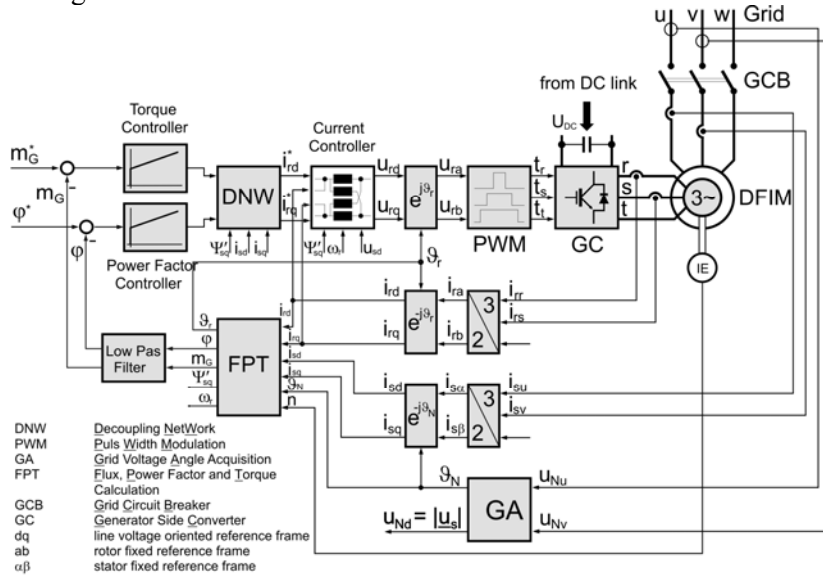 u v w Grid
GCB
from DC link
U_DC
Torque
Controller
Current
Controller
Power Factor
Controller
m_G^*
m_G
φ^*
φ
-
-
DNW
i_rd^*
i_rq^*
Ψ'_sq i_sd i_sq
Ψ'_sq ω_r u_sd
u_rd
u_rq
e^jϑ_r
u_ra
u_rb
PWM
t_r
t_s
t_t
GC
r
s
t
3~
DFIM
IE
ϑ_r
i_rd
i_rq
e^-jϑ_r
i_ra
i_rb
3
2
i_rr
i_rs
Low Pas
Filter
FPT
ϑ_r
φ
m_G
Ψ'_sq
ω_r
i_rd
i_rq
i_sd
i_sq
ϑ_N
n
i_sd
i_sq
e^-jϑ_N
i_sα
i_sβ
3
2
i_su
i_sv
ϑ_N
GA
u_Nu
u_Nv
u_Nd = |u_s|
DNW Decoupling NetWork
PWM Puls Width Modulation
GA Grid Voltage Angle Acquisition
FPT Flux, Power Factor and Torque
Calculation
GCB Grid Circuit Breaker
GC Generator Side Converter
dq line voltage oriented reference frame
ab rotor fixed reference frame
αβ stator fixed reference frame